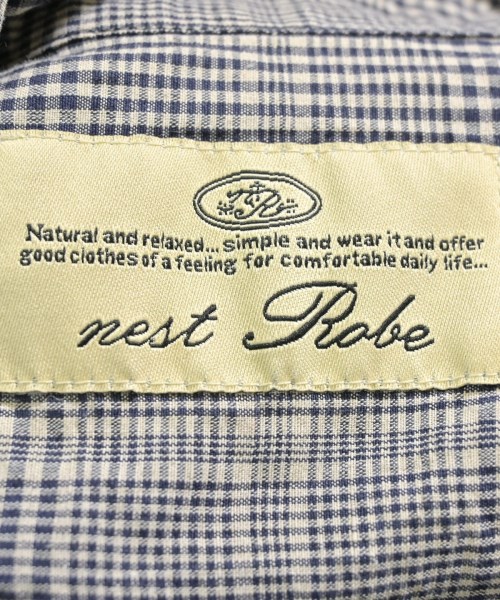 Natural and relaxed... simple and wear it and offer
good clothes of a feeling for comfortable daily life...
nest Robe